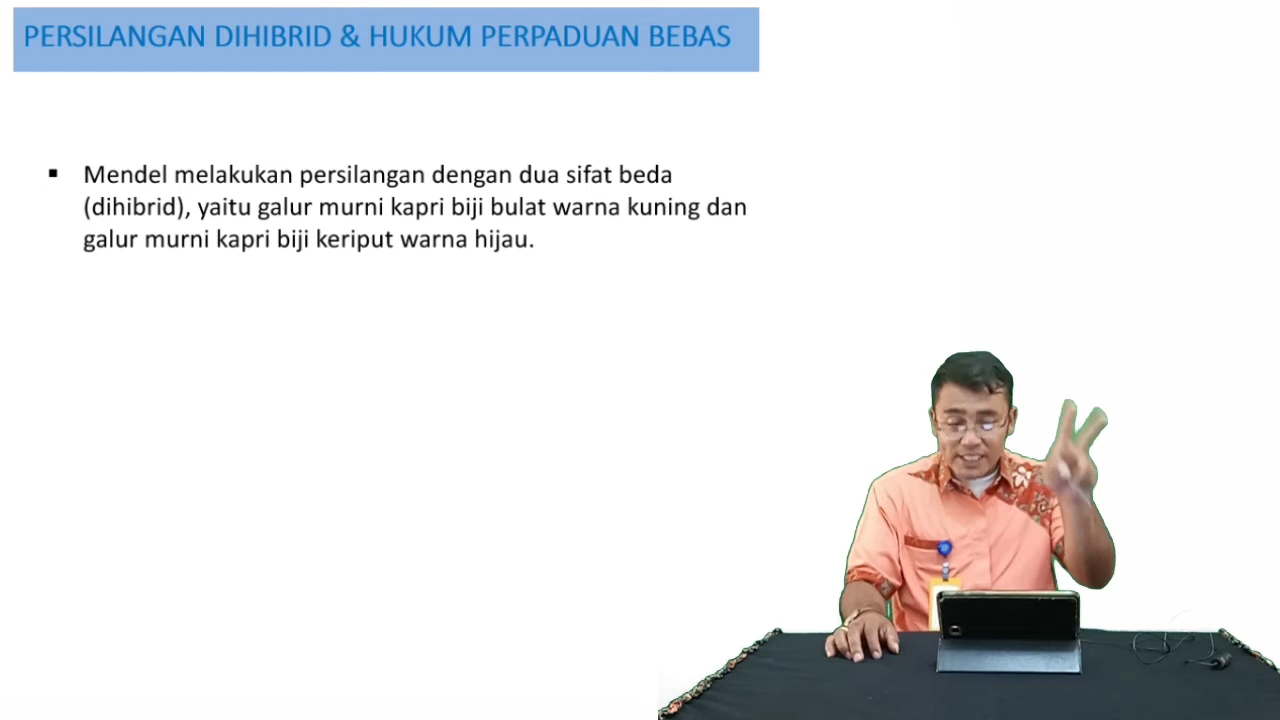 PERSILANGAN DIHIBRID & HUKUM PERPADUAN BEBAS
▪ Mendel melakukan persilangan dengan dua sifat beda
(dihibrid), yaitu galur murni kapri biji bulat warna kuning dan
galur murni kapri biji keriput warna hijau.